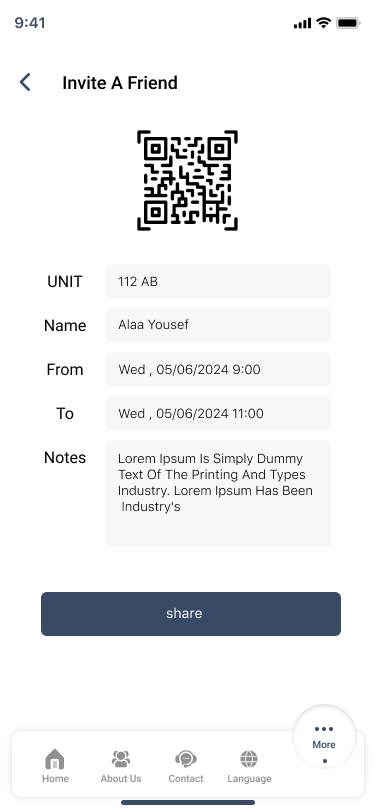 9:41
Invite A Friend
UNIT
112 AB
Name
Alaa Yousef
From
Wed , 05/06/2024 9:00
To
Wed , 05/06/2024 11:00
Notes
Lorem Ipsum Is Simply Dummy
Text Of The Printing And Types
Industry. Lorem Ipsum Has Been
Industry's
share
Home
About Us
Contact
Language
More